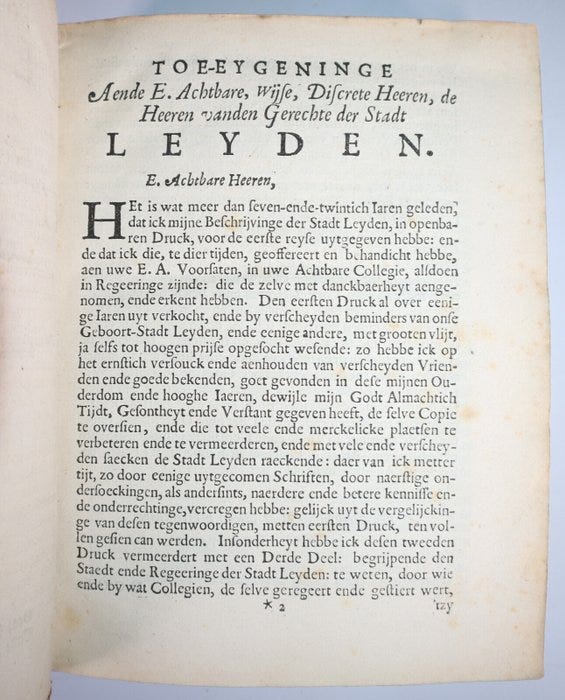 TOE-EYGENINGE
Aende E. Achtbare, Wijſe, Diſcrete Heeren, de
Heeren vanden Gerechte der Stadt
LEYDEN.
E. Achtbare Heeren,
HEt is wat meer dan ſeven-ende-twintich Iaren geleden,
dat ick mijne Beſchrijvinge der Stadt Leyden, in openba-
ren Druck, voor de eerſte reyſe uytgegeven hebbe: en-
de dat ick die, te dier tijden, geoffereert en behandicht hebbe,
aen uwe E. A. Voorſaten, in uwe Achtbare Collegie, alſdoen
in Regeeringe zijnde: die de zelve met danckbaerheyt aenge-
nomen, ende erkent hebben. Den eerſten Druck al over eeni-
ge Iaren uyt verkocht, ende by verſcheyden beminders van onſe
Geboort-Stadt Leyden, ende eenige andere, met grooten vlijt,
ja ſelfs tot hoogen prijſe opgeſocht weſende: zo hebbe ick op
het ernſtich verſouck ende aenhouden van verſcheyden Vrien-
den ende goede bekenden, goet gevonden in deſe mijnen Ou-
derdom ende hooghe Iaeren, dewijle mijn Godt Almachtich
Tijdt, Geſontheyt ende Verſtant gegeven heeft, de ſelve Copie
te overſien, ende die tot veele ende merckelicke plaetſen te
verbeteren ende te vermeerderen, ende met vele ende verſchey-
den ſaecken de Stadt Leyden raeckende: daer van ick metter
tijt, zo door eenige uytgecomen Schriften, door naerſtige on-
derſoeckingen, als anderſints, naerdere ende betere kenniſſe en-
de onderrechtinge, vercregen hebbe: gelijck uyt de vergelijckin-
ge van deſen tegenwoordigen, metten eerſten Druck, ten vol-
len geſien can werden. Inſonderheyt hebbe ick deſen tweeden
Druck vermeerdert met een Derde Deel: begrijpende den
Staedt ende Regeeringe der Stadt Leyden: te weten, door wie
ende by wat Collegien, de ſelve geregeert ende geſtiert wert,
* 2 'tzy